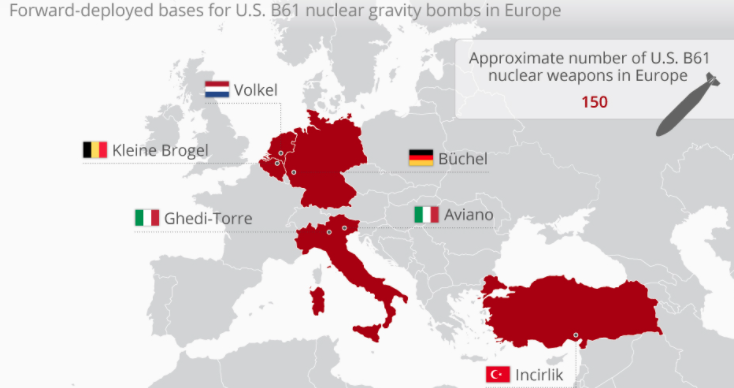 Forward-deployed bases for U.S. B61 nuclear gravity bombs in Europe
Approximate number of U.S. B61
nuclear weapons in Europe
150
Volkel
Kleine Brogel
Büchel
Ghedi-Torre
Aviano
Incirlik